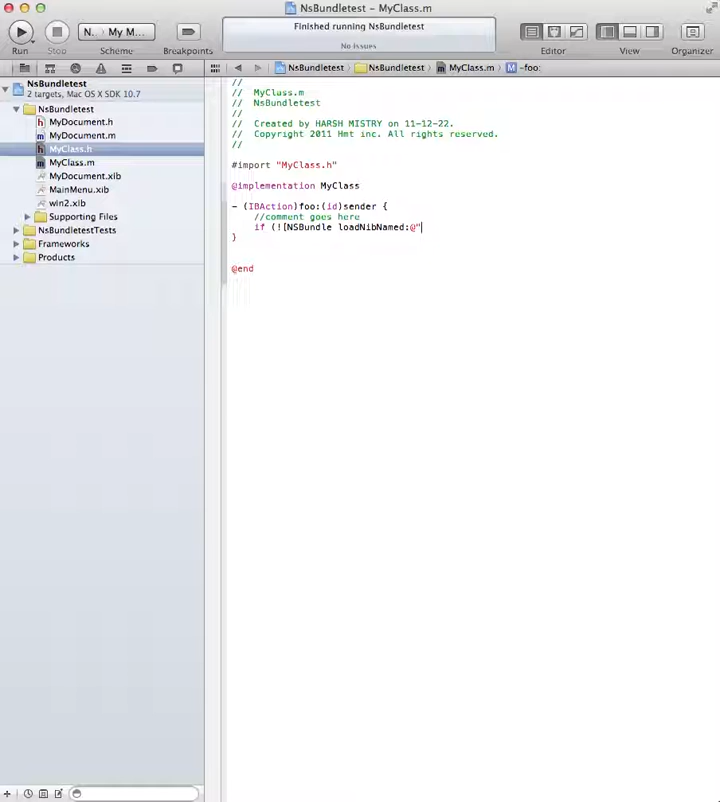 NsBundletest – MyClass.m
Finished running NsBundletest
No Issues
N.. › My M...
Run
Stop
Scheme
Breakpoints
Editor
View
Organizer
NsBundletest
2 targets, Mac OS X SDK 10.7
NsBundletest
MyDocument.h
MyDocument.m
MyClass.h
MyClass.m
MyDocument.xib
MainMenu.xib
win2.xib
Supporting Files
NsBundletestTests
Frameworks
Products
NsBundletest › NsBundletest › MyClass.m › M -foo:
//
// MyClass.m
// NsBundletest
//
// Created by HARSH MISTRY on 11-12-22.
// Copyright 2011 Hmt inc. All rights reserved.
//
#import "MyClass.h"
@implementation MyClass
- (IBAction)foo:(id)sender {
//comment goes here
if (![NSBundle loadNibNamed:@"
}
@end